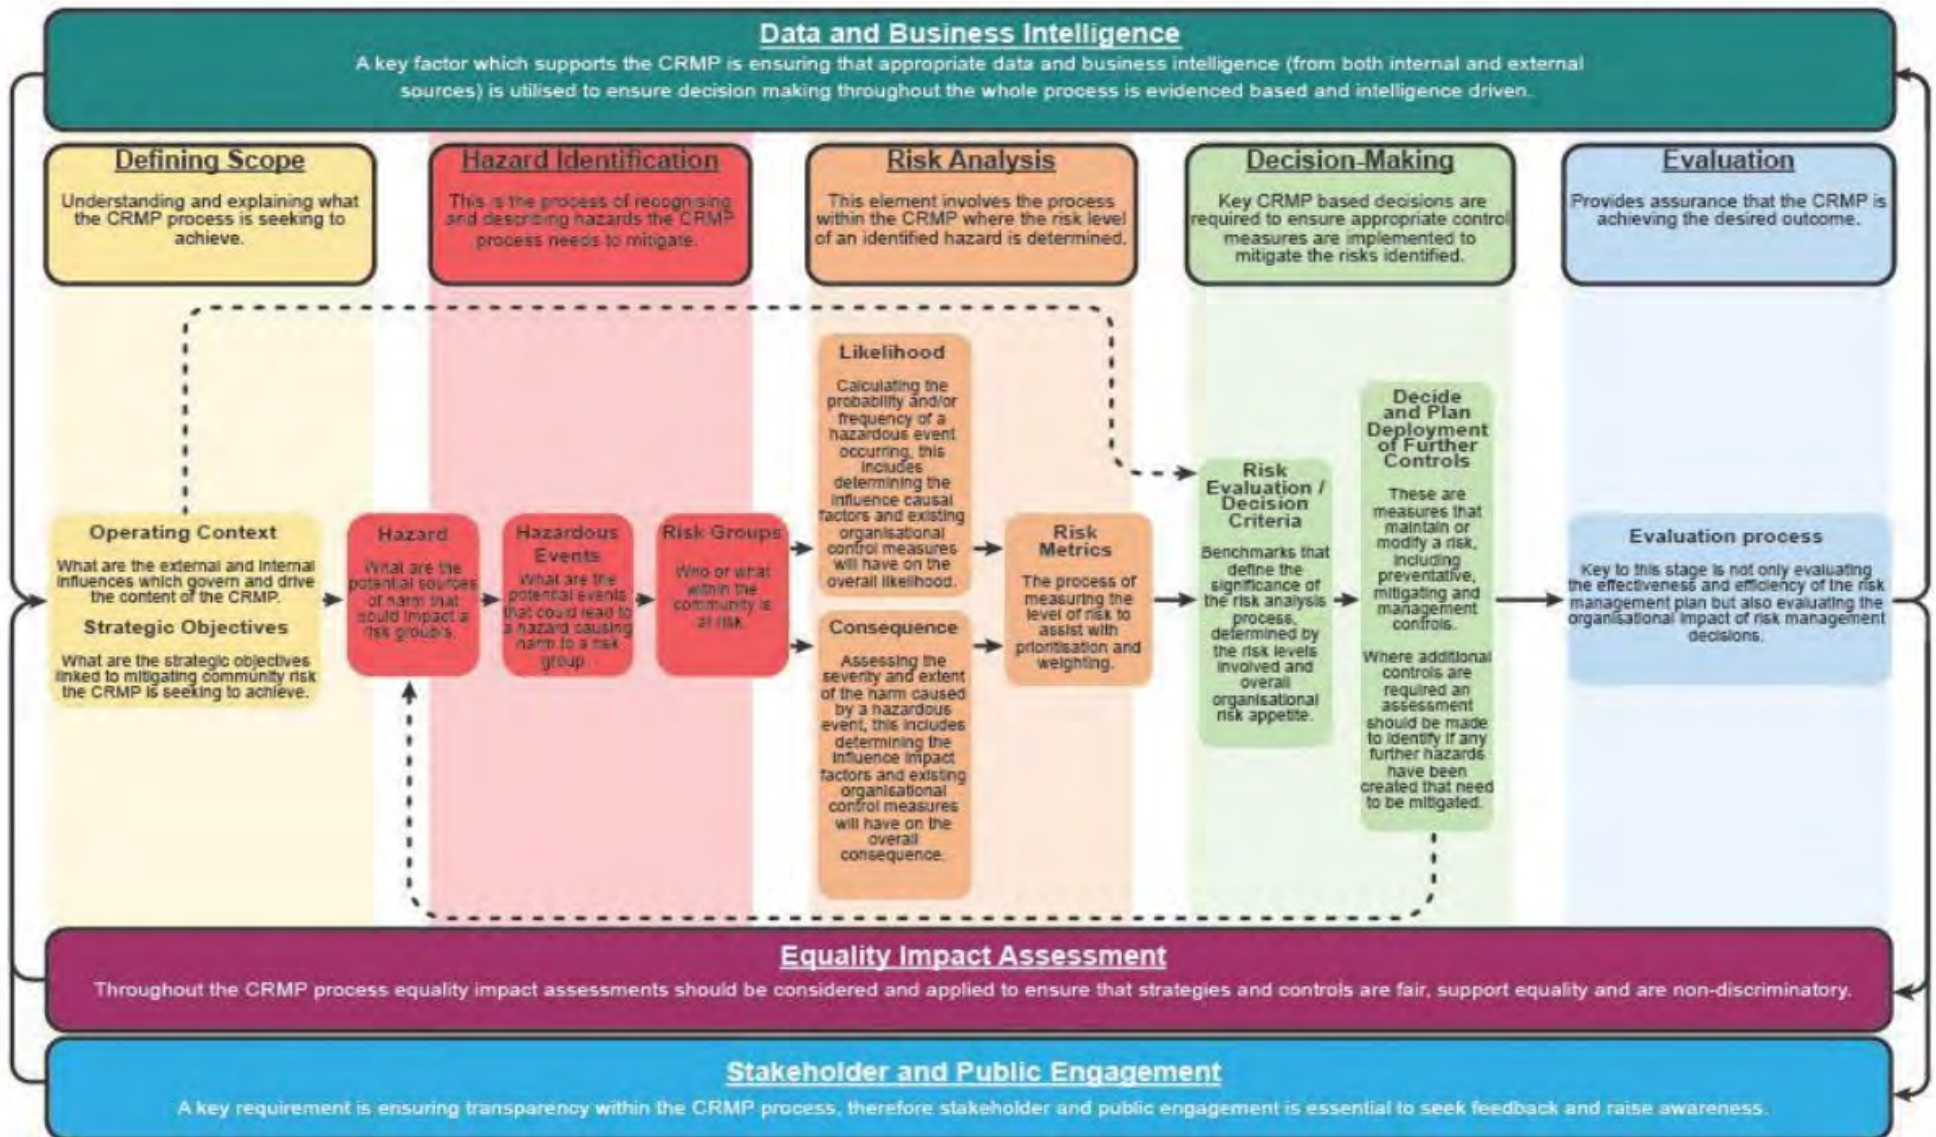 Data and Business Intelligence
A key factor which supports the CRMP is ensuring that appropriate data and business intelligence (from both internal and external
sources) is utilised to ensure decision making throughout the whole process is evidenced based and intelligence driven.
Defining Scope
Understanding and explaining what
the CRMP process is seeking to
achieve.
Hazard Identification
This is the process of recognising
and describing hazards the CRMP
process needs to mitigate.
Risk Analysis
This element involves the process
within the CRMP where the risk level
of an identified hazard is determined.
Decision-Making
Key CRMP based decisions are
required to ensure appropriate control
measures are implemented to
mitigate the risks identified.
Evaluation
Provides assurance that the CRMP is
achieving the desired outcome.
Operating Context
What are the external and internal
influences which govern and drive
the content of the CRMP.
Strategic Objectives
What are the strategic objectives
linked to mitigating community risk
the CRMP is seeking to achieve.
Hazard
What are the
potential sources
of harm that
could impact a
risk group/s.
Hazardous
Events
What are the
potential events
that could lead to
a hazard causing
harm to a risk
group
Risk Groups
Who or what
within the
community is
at risk.
Likelihood
Calculating the
probability and/or
frequency of a
hazardous event
occurring, this
includes
determining the
influence causal
factors and existing
organisational
control measures
will have on the
overall likelihood.
Consequence
Assessing the
severity and extent
of the harm caused
by a hazardous
event, this includes
determining the
influence impact
factors and existing
organisational
control measures
will have on the
overall
consequence.
Risk
Metrics
The process of
measuring the
level of risk to
assist with
prioritisation and
weighting.
Risk
Evaluation /
Decision
Criteria
Benchmarks that
define the
significance of
the risk analysis
process,
determined by
the risk levels
involved and
overall
organisational
risk appetite.
Decide
and Plan
Deployment
of Further
Controls
These are
measures that
maintain or
modify a risk,
including
preventative,
mitigating and
management
controls.
Where additional
controls are
required an
assessment
should be made
to identify if any
further hazards
have been
created that need
to be mitigated.
Evaluation process
Key to this stage is not only evaluating
the effectiveness and efficiency of the risk
management plan but also evaluating the
organisational impact of risk management
decisions.
Equality Impact Assessment
Throughout the CRMP process equality impact assessments should be considered and applied to ensure that strategies and controls are fair, support equality and are non-discriminatory.
Stakeholder and Public Engagement
A key requirement is ensuring transparency within the CRMP process, therefore stakeholder and public engagement is essential to seek feedback and raise awareness.